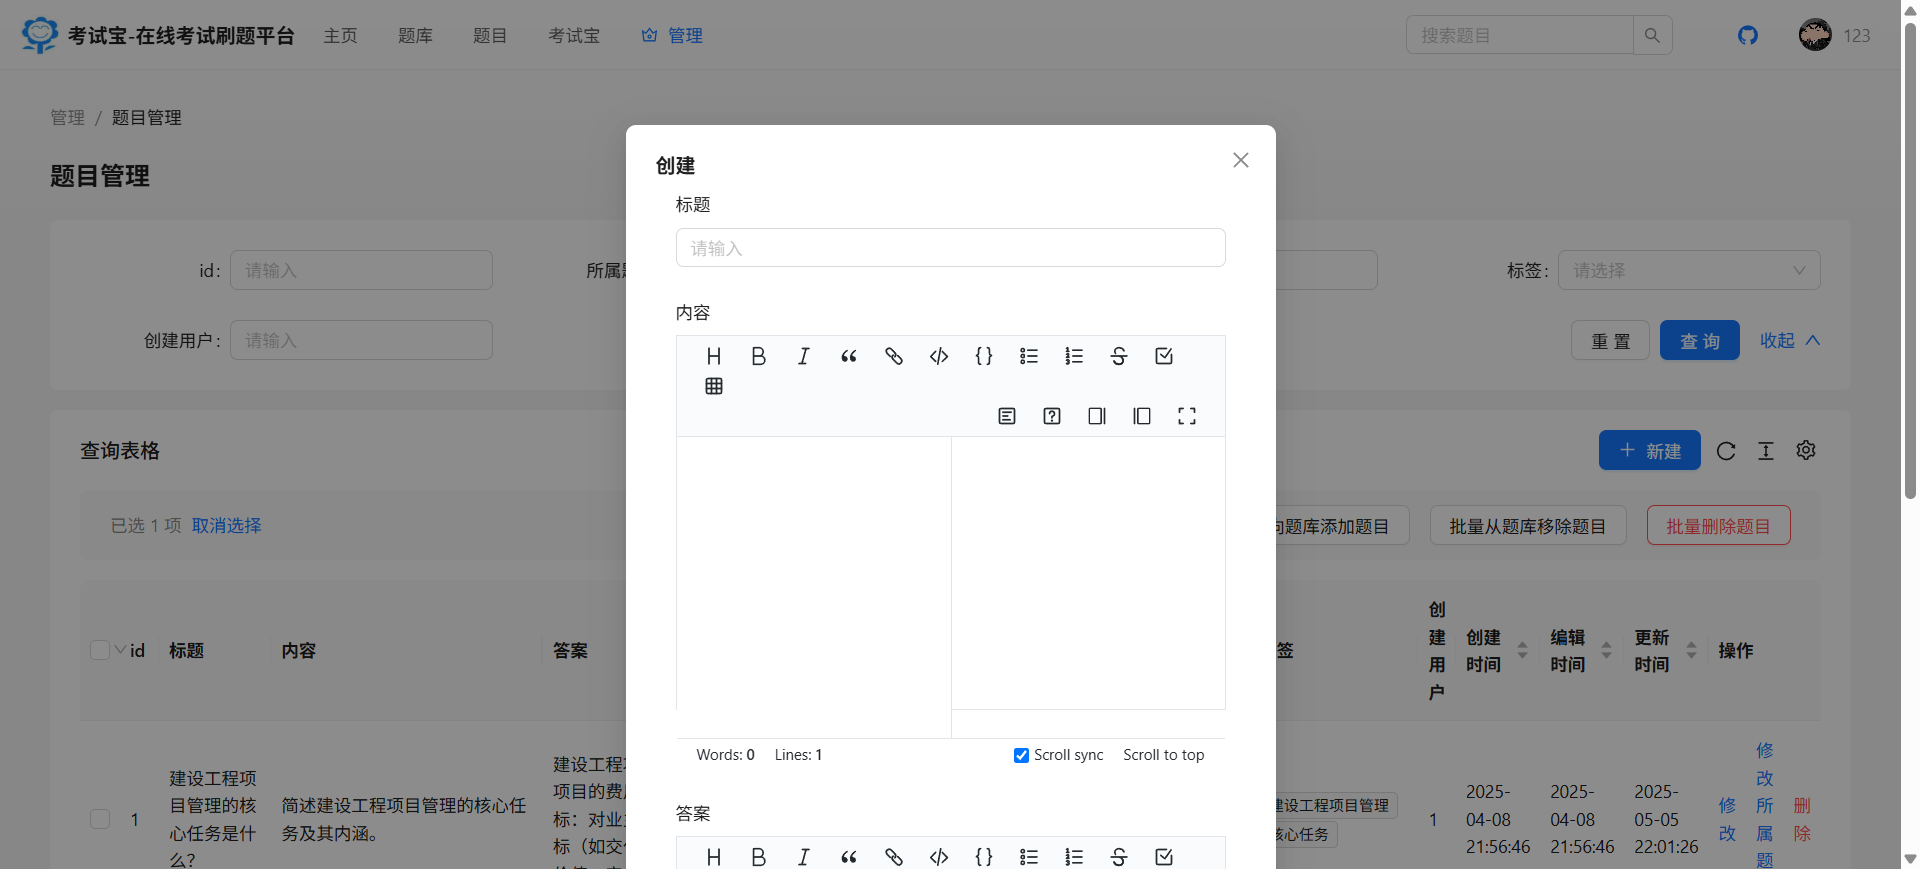 考试宝-在线考试刷题平台 主页 题库 题目 考试宝 管理 搜索题目 123
管理 / 题目管理
题目管理
id: 请输入 所属 标签: 请选择
创建用户: 请输入 重 置 查 询 收起
查询表格 新建
已选 1 项 取消选择 向题库添加题目 批量从题库移除题目 批量删除题目
id 标题 内容 答案 签 创建用户 创建时间 编辑时间 更新时间 操作
1
建设工程项
目管理的核
心任务是什
么?
简述建设工程项目管理的核心任
务及其内涵。
建设工程
项目的费
标：对业
标（如交
建设工程项目管理
核心任务
1
2025-
04-08
21:56:46
2025-
04-08
21:56:46
2025-
05-05
22:01:26
修
改
修
改
所
属
题
删
除
创建
标题
请输入
内容
Words: 0 Lines: 1 Scroll sync Scroll to top
答案